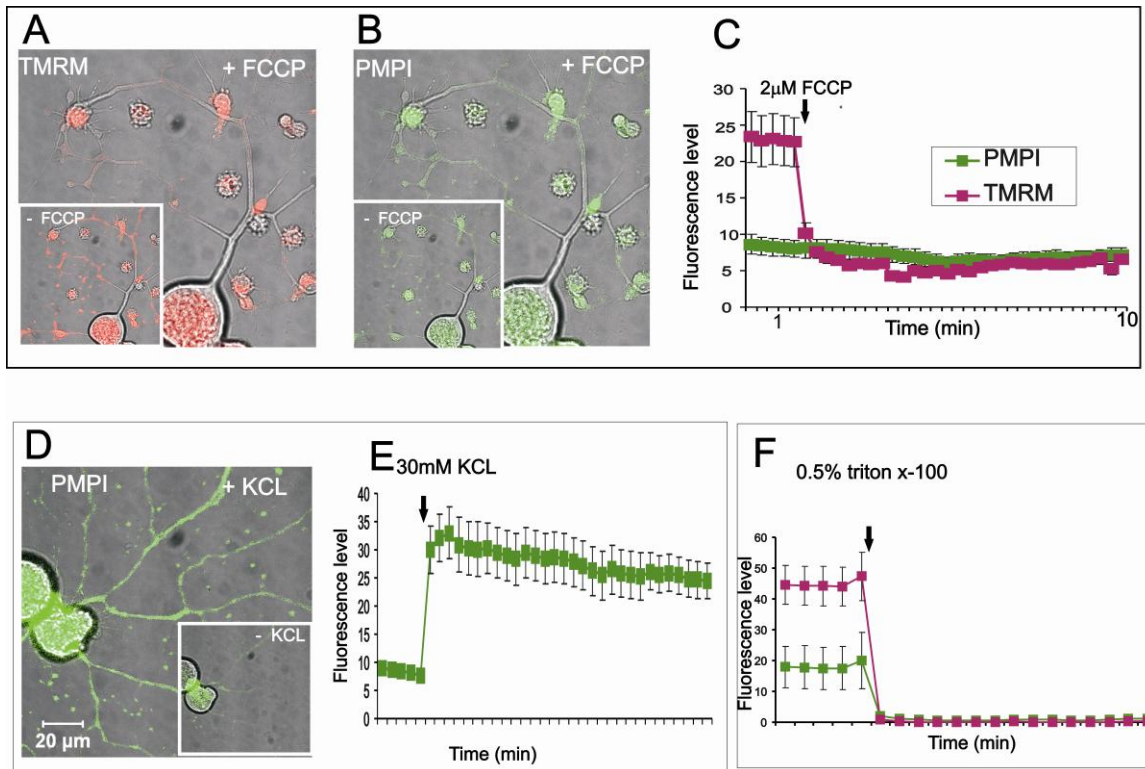 A
TMRM
+ FCCP
- FCCP
B
PMPI
+ FCCP
- FCCP
C
2µM FCCP
Fluorescence level
30
25
20
15
10
5
0
PMPI
TMRM
1
10
Time (min)
D
PMPI
+ KCL
- KCL
20 µm
E
30mM KCL
Fluorescence level
40
35
30
25
20
15
10
5
0
Time (min)
F
0.5% triton x-100
Fluorescence level
60
50
40
30
20
10
0
Time (min)